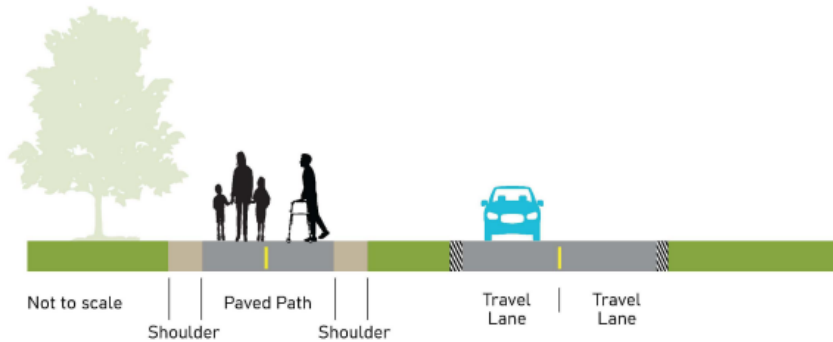 Not to scale
Shoulder
Paved Path
Shoulder
Travel
Lane
Travel
Lane